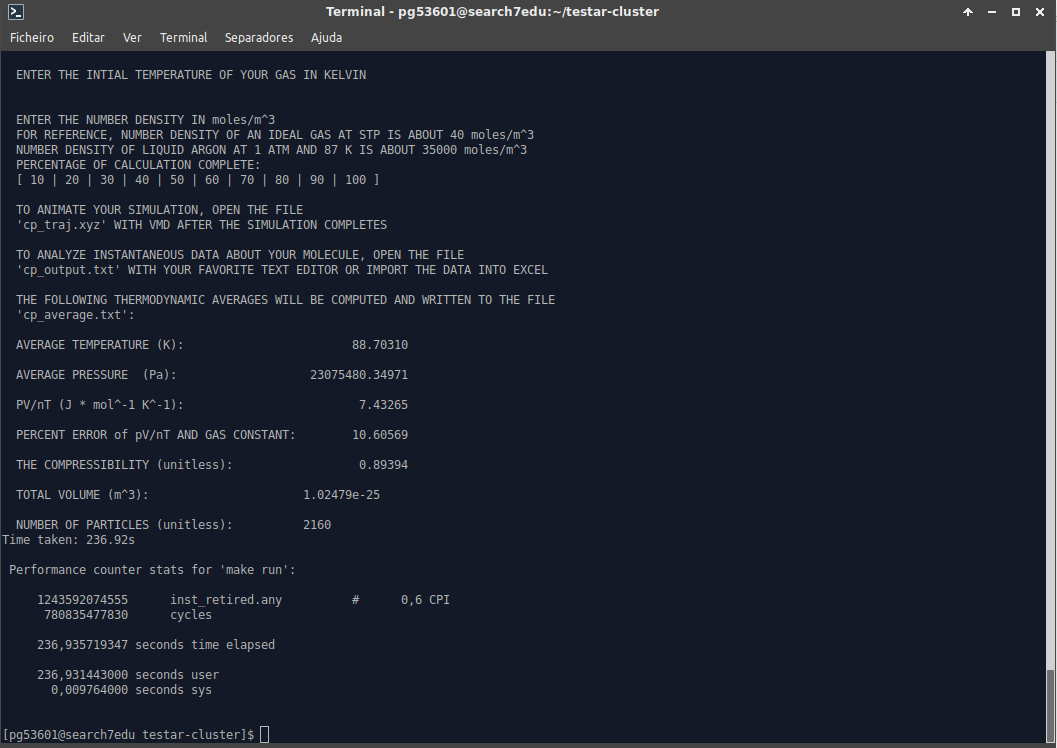 Terminal - pg53601@search7edu:~/testar-cluster
Ficheiro Editar Ver Terminal Separadores Ajuda
ENTER THE INTIAL TEMPERATURE OF YOUR GAS IN KELVIN
ENTER THE NUMBER DENSITY IN moles/m^3
FOR REFERENCE, NUMBER DENSITY OF AN IDEAL GAS AT STP IS ABOUT 40 moles/m^3
NUMBER DENSITY OF LIQUID ARGON AT 1 ATM AND 87 K IS ABOUT 35000 moles/m^3
PERCENTAGE OF CALCULATION COMPLETE:
[ 10 | 20 | 30 | 40 | 50 | 60 | 70 | 80 | 90 | 100 ]
TO ANIMATE YOUR SIMULATION, OPEN THE FILE
'cp_traj.xyz' WITH VMD AFTER THE SIMULATION COMPLETES
TO ANALYZE INSTANTANEOUS DATA ABOUT YOUR MOLECULE, OPEN THE FILE
'cp_output.txt' WITH YOUR FAVORITE TEXT EDITOR OR IMPORT THE DATA INTO EXCEL
THE FOLLOWING THERMODYNAMIC AVERAGES WILL BE COMPUTED AND WRITTEN TO THE FILE
'cp_average.txt':
AVERAGE TEMPERATURE (K): 88.70310
AVERAGE PRESSURE (Pa): 23075480.34971
PV/nT (J * mol^-1 K^-1): 7.43265
PERCENT ERROR of pV/nT AND GAS CONSTANT: 10.60569
THE COMPRESSIBILITY (unitless): 0.89394
TOTAL VOLUME (m^3): 1.02479e-25
NUMBER OF PARTICLES (unitless): 2160
Time taken: 236.92s
Performance counter stats for 'make run':
1243592074555 inst_retired.any # 0,6 CPI
780835477830 cycles
236,935719347 seconds time elapsed
236,931443000 seconds user
0,009764000 seconds sys
[pg53601@search7edu testar-cluster]$